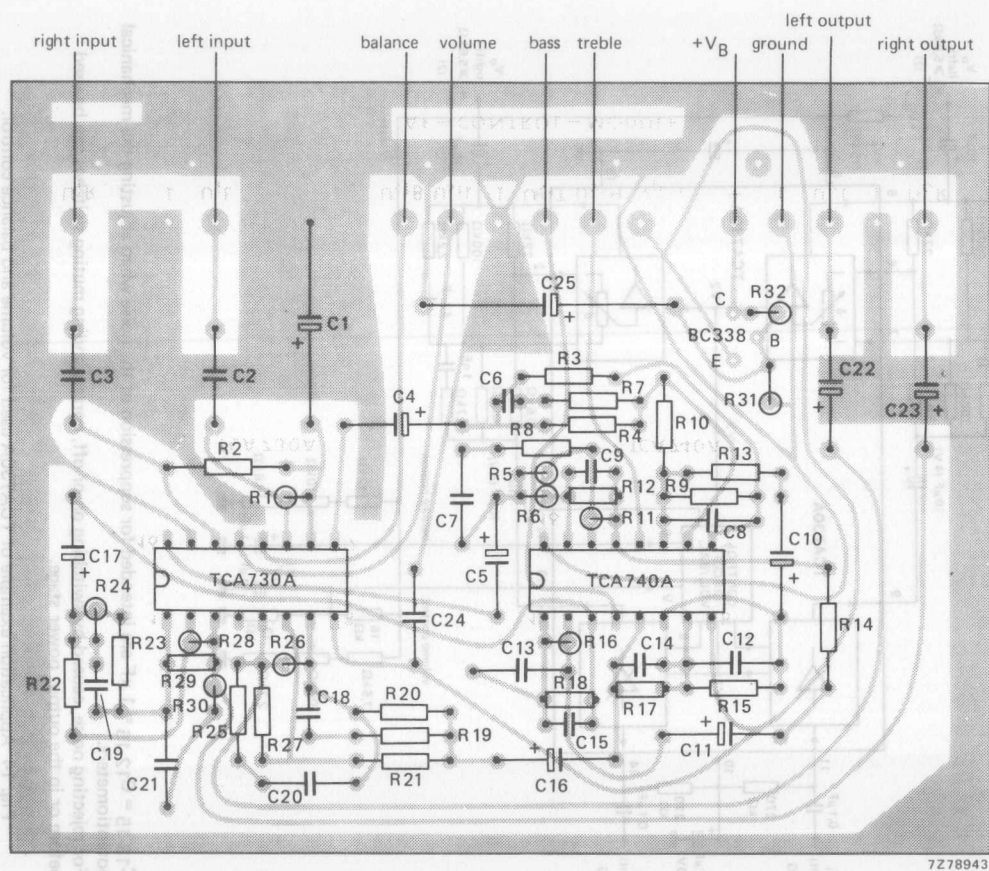 left output
right input left input balance volume bass treble +VB ground right output
C25
C R32
C1 BC338 B
R3 E
C3 C2 C6 R7 C22
C4 R10 R31 C23
R8 R4
R2 C9 R13
R5 R12 R9
R1 R6
C7 R11 C8
C17 C5 C10
R24 TCA730A TCA740A
C24 R14
R23 R28 R26 R16 C14 C12
C13
R22 R29 R18
R30 C18 R20 R17 R15
R25 R27 R19 C15
C19 C11
C21 R21
C20 C16
7Z78943